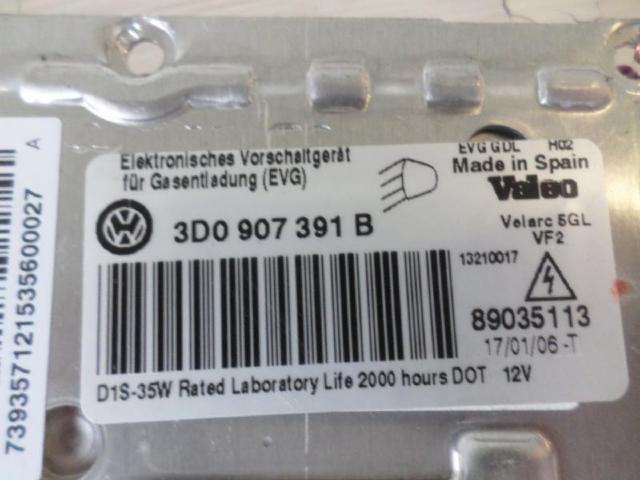 Elektronisches Vorschaltgerät
für Gasentladung (EVG)
3D0 907 391 B
EVG GDL H02
Made in Spain
Valeo
Velarc 5GL
VF2
13210017
89035113
17/01/06 -T
D1S-35W Rated Laboratory Life 2000 hours DOT 12V
739357121535600027 A